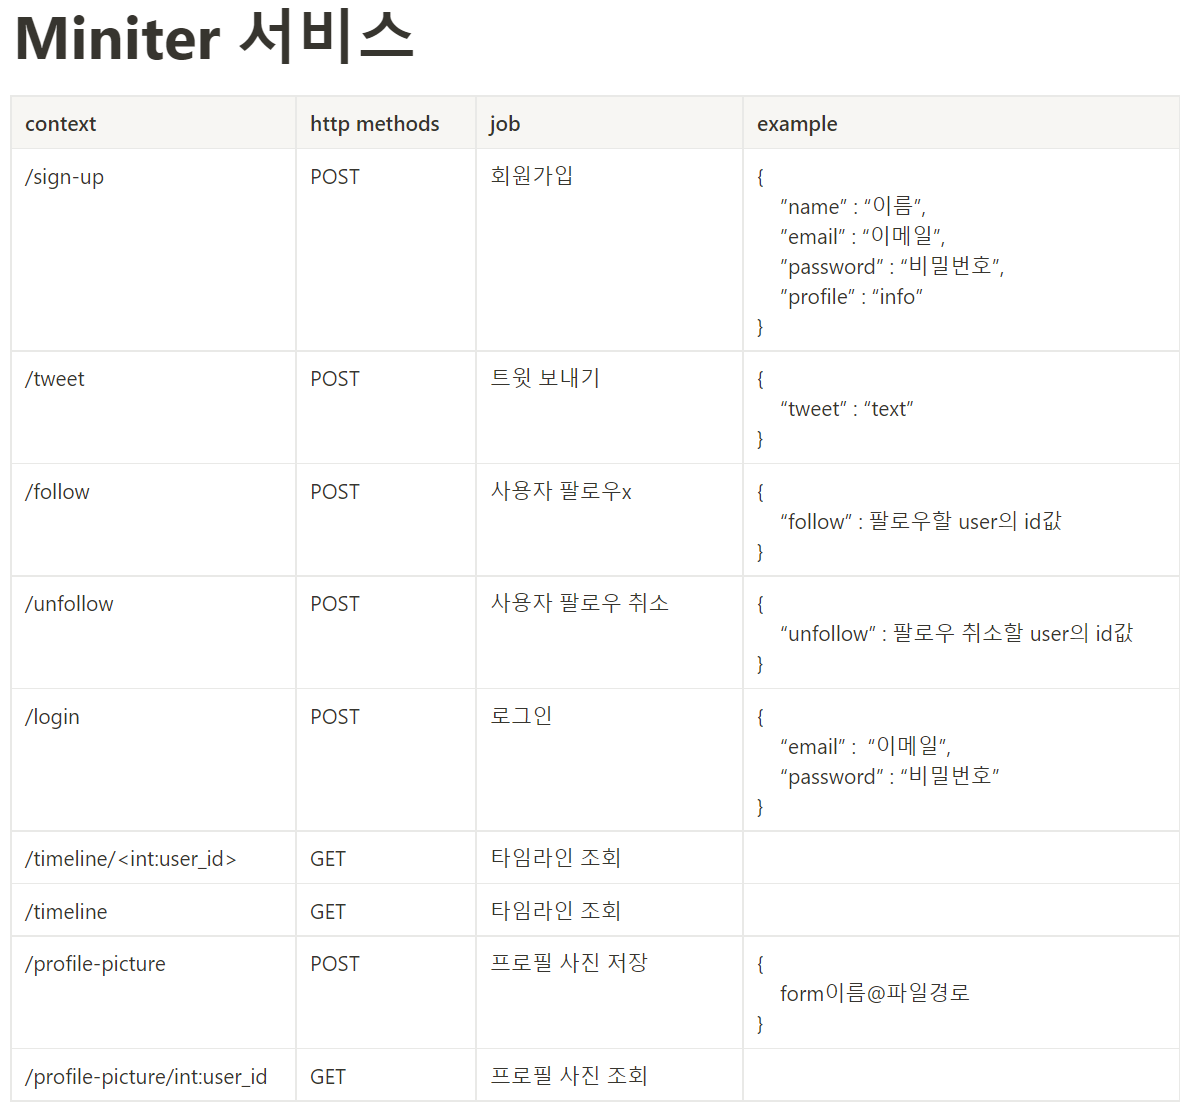 Miniter 서비스
context http methods job example
/sign-up POST 회원가입 {
”name” : “이름”,
”email” : “이메일”,
”password” : “비밀번호”,
”profile” : “info”
}
/tweet POST 트윗 보내기 {
“tweet” : “text”
}
/follow POST 사용자 팔로우x {
“follow” : 팔로우할 user의 id값
}
/unfollow POST 사용자 팔로우 취소 {
“unfollow” : 팔로우 취소할 user의 id값
}
/login POST 로그인 {
“email” : “이메일”,
“password” : “비밀번호”
}
/timeline/<int:user_id> GET 타임라인 조회
/timeline GET 타임라인 조회
/profile-picture POST 프로필 사진 저장 {
form이름@파일경로
}
/profile-picture/int:user_id GET 프로필 사진 조회